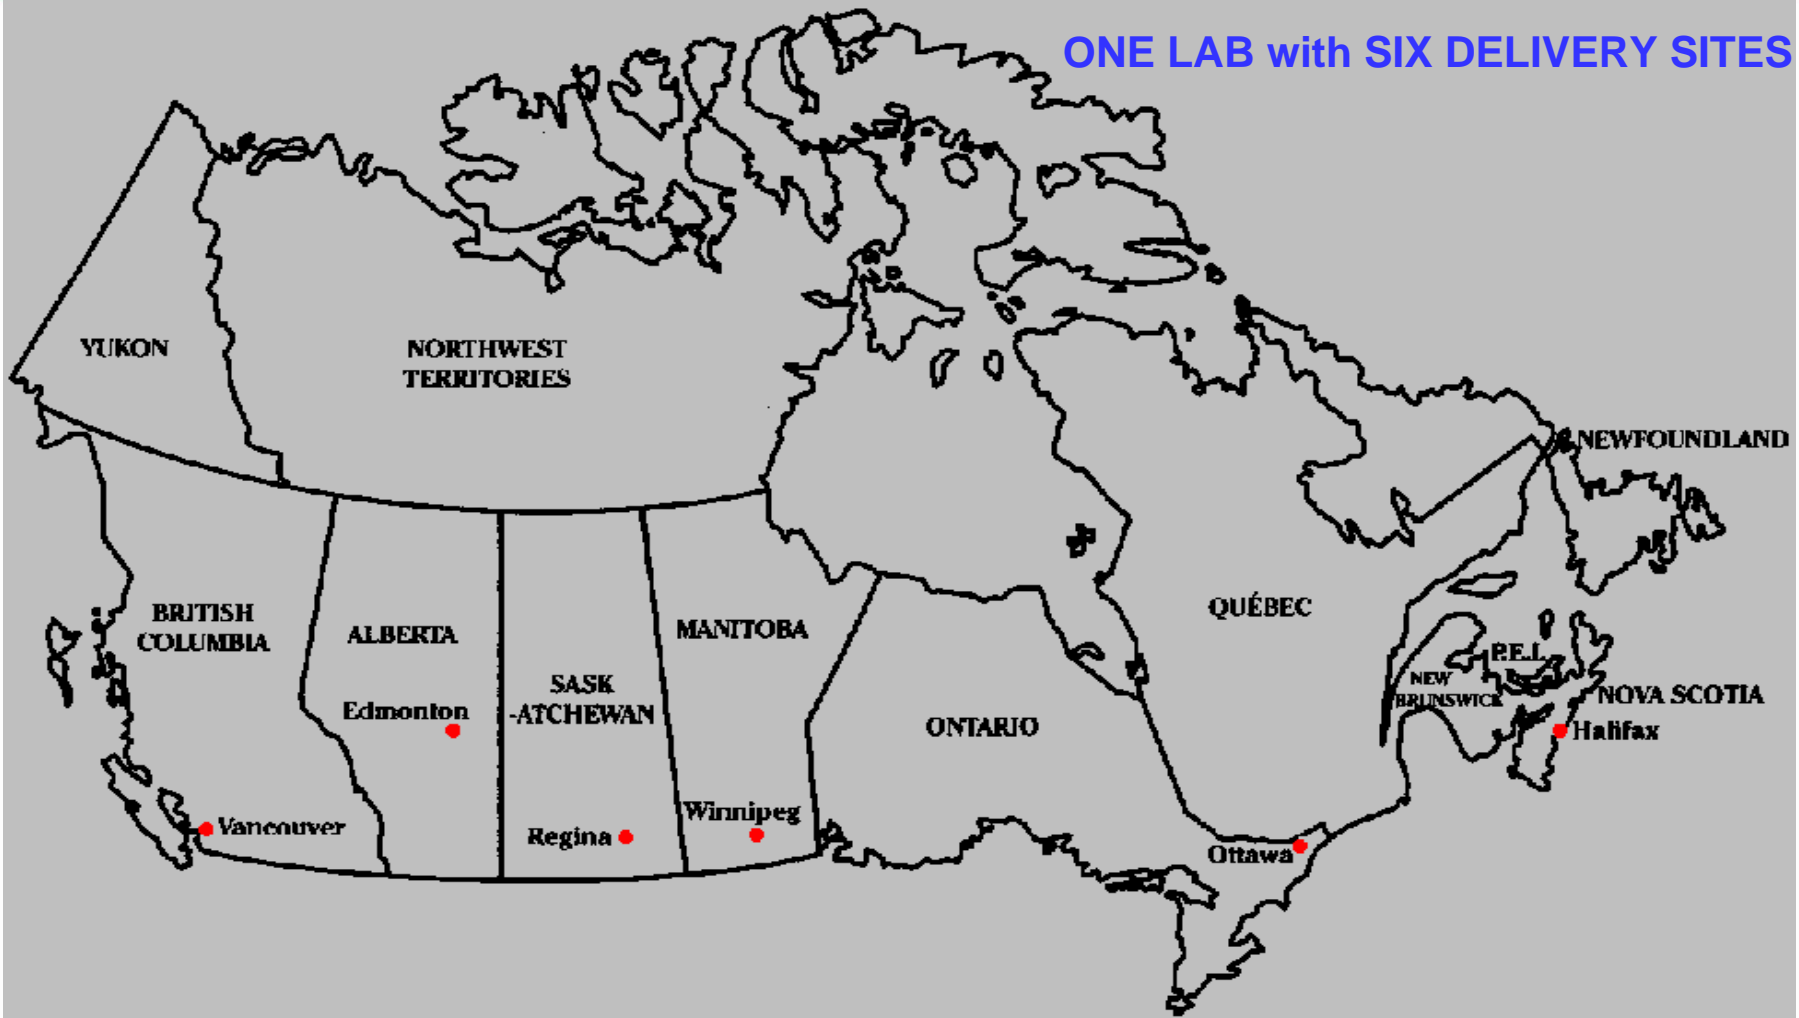 ONE LAB with SIX DELIVERY SITES
YUKON
NORTHWEST
TERRITORIES
NEWFOUNDLAND
BRITISH
COLUMBIA
ALBERTA
MANITOBA
QUÉBEC
SASK
-ATCHEWAN
P.E.I.
NEW
BRUNSWICK
NOVA SCOTIA
Edmonton
ONTARIO
Halifax
Vancouver
Regina
Winnipeg
Ottawa